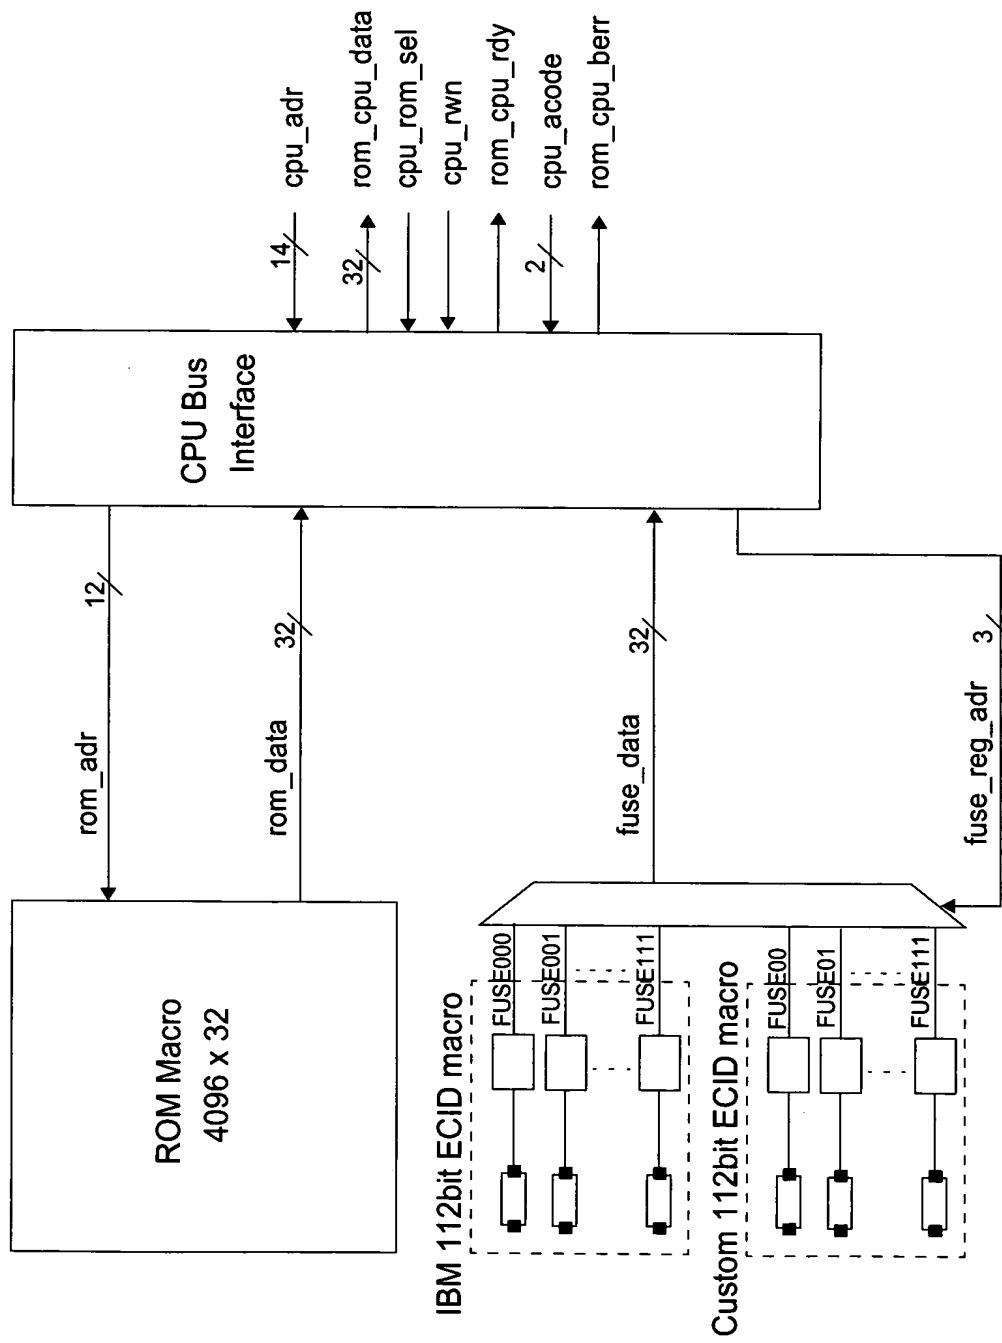 ROM Macro
4096 x 32
rom_adr
12
rom_data
32
CPU Bus
Interface
14
cpu_adr
32
rom_cpu_data
cpu_rom_sel
cpu_rwn
rom_cpu_rdy
2
cpu_acode
rom_cpu_berr
IBM 112bit ECID macro
FUSE000
FUSE001
FUSE111
fuse_data
32
Custom 112bit ECID macro
FUSE00
FUSE01
FUSE111
fuse_reg_adr
3